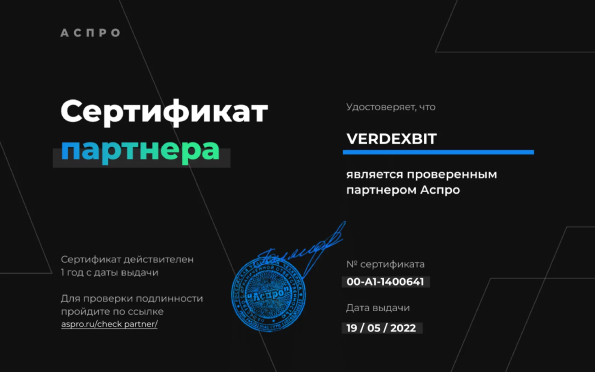 АСПРО
Сертификат
партнера
Удостоверяет, что
VERDEXBIT
является проверенным
партнером Аспро
Сертификат действителен
1 год с даты выдачи
Для проверки подлинности
пройдите по ссылке
aspro.ru/check partner/
"Аспро"
№ сертификата
00-A1-1400641
Дата выдачи
19 / 05 / 2022